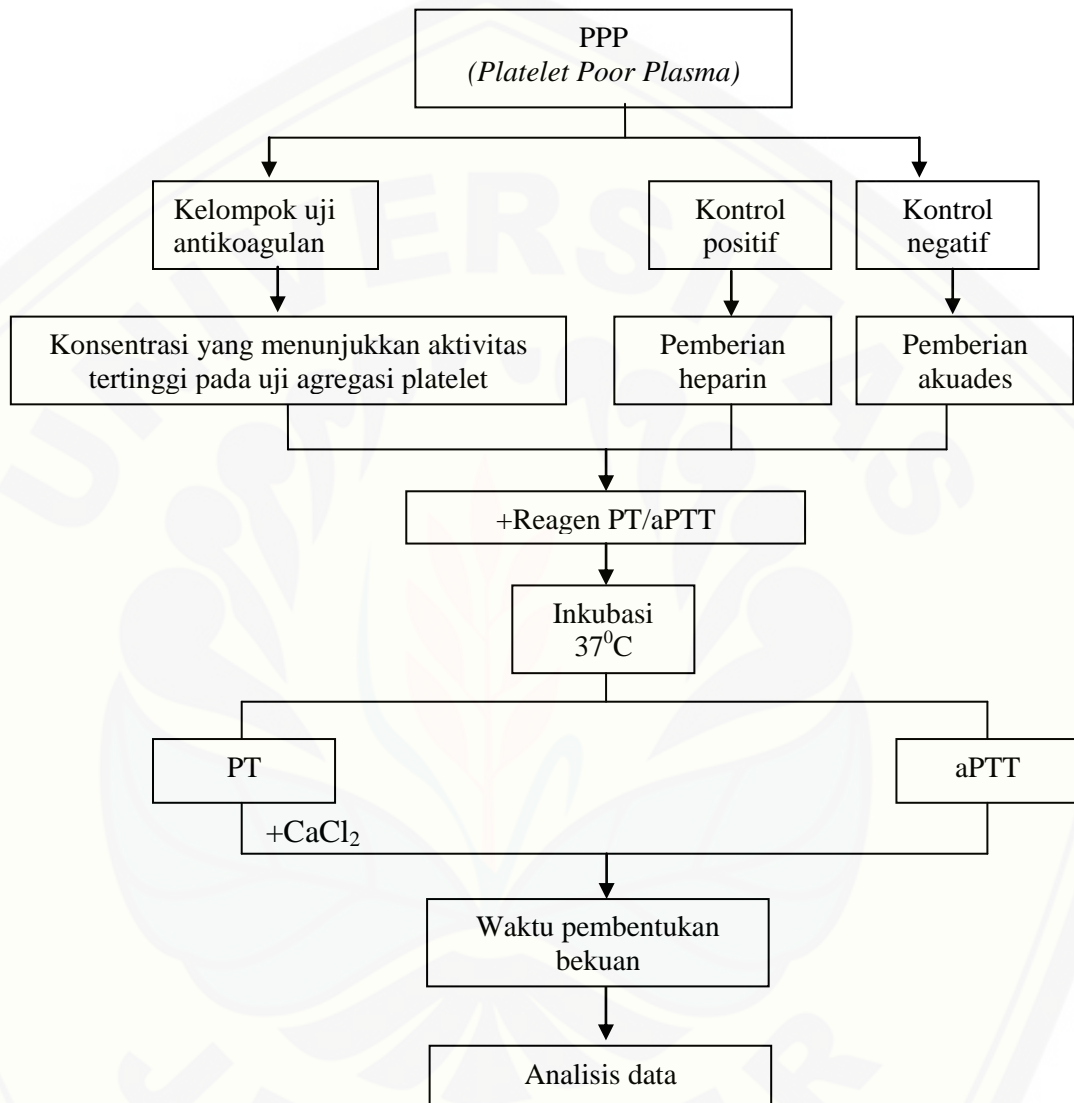 PPP
(Platelet Poor Plasma)
Kelompok uji
antikoagulan
Kontrol
positif
Kontrol
negatif
Konsentrasi yang menunjukkan aktivitas
tertinggi pada uji agregasi platelet
Pemberian
heparin
Pemberian
akuades
+Reagen PT/aPTT
Inkubasi
37⁰C
PT
aPTT
+CaCl₂
Waktu pembentukan
bekuan
Analisis data
UNIVERSITAS